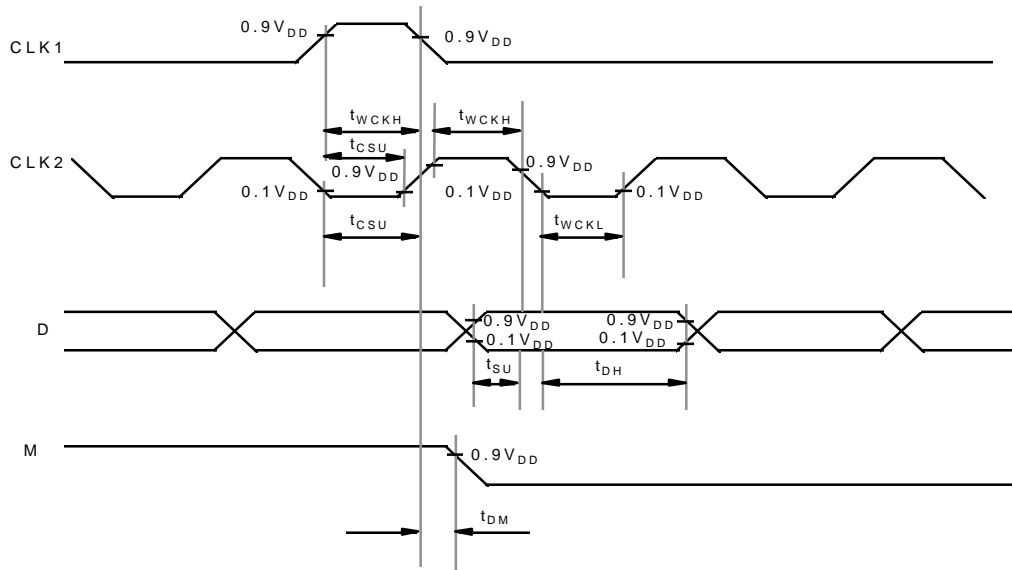 CLK1
0.9VDD
0.9VDD
tWCKH
tWCKH
tCSU
CLK2
0.9VDD
0.9VDD
0.1VDD
0.1VDD
0.1VDD
tCSU
tWCKL
D
0.9VDD
0.9VDD
0.1VDD
0.1VDD
tSU
tDH
M
0.9VDD
tDM